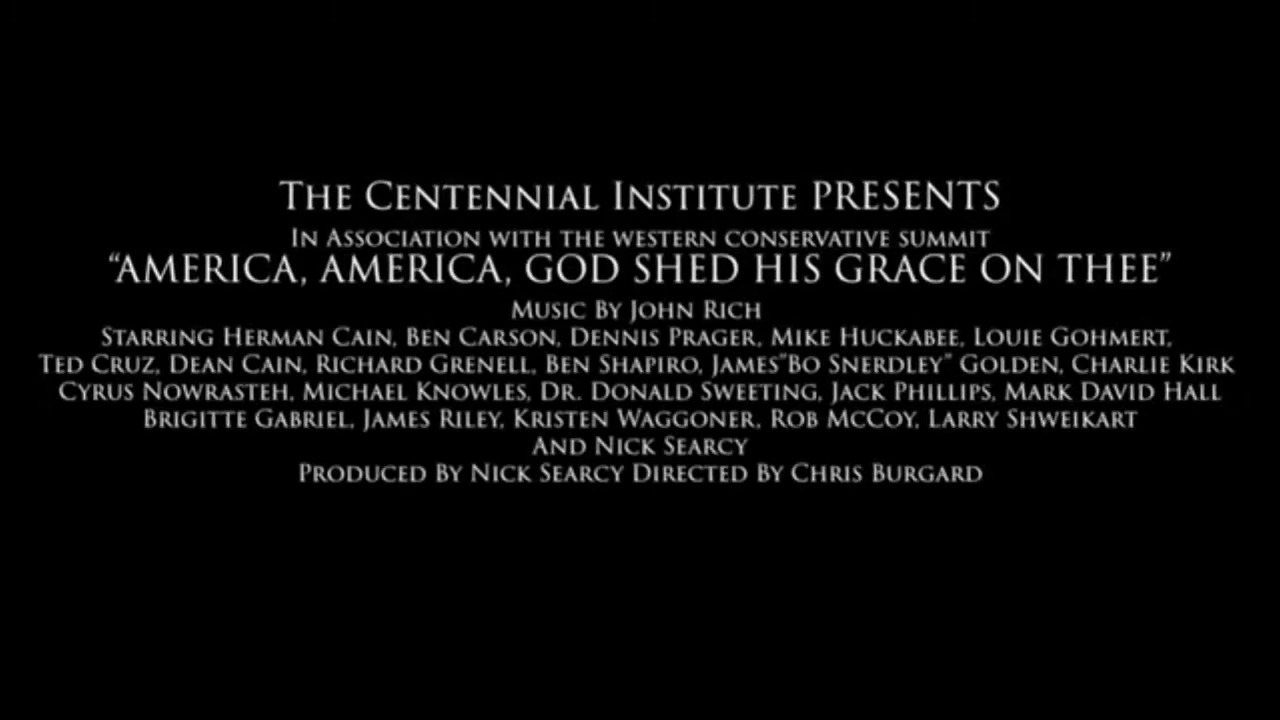 The Centennial Institute PRESENTS
In Association with the western conservative summit
“AMERICA, AMERICA, GOD SHED HIS GRACE ON THEE”
Music By John Rich
Starring Herman Cain, Ben Carson, Dennis Prager, Mike Huckabee, Louie Gohmert,
Ted Cruz, Dean Cain, Richard Grenell, Ben Shapiro, James"Bo Snerdley" Golden, Charlie Kirk
Cyrus Nowrasteh, Michael Knowles, Dr. Donald Sweeting, Jack Phillips, Mark David Hall
Brigitte Gabriel, James Riley, Kristen Waggoner, Rob McCoy, Larry Shweikart
And Nick Searcy
Produced By Nick Searcy Directed By Chris Burgard